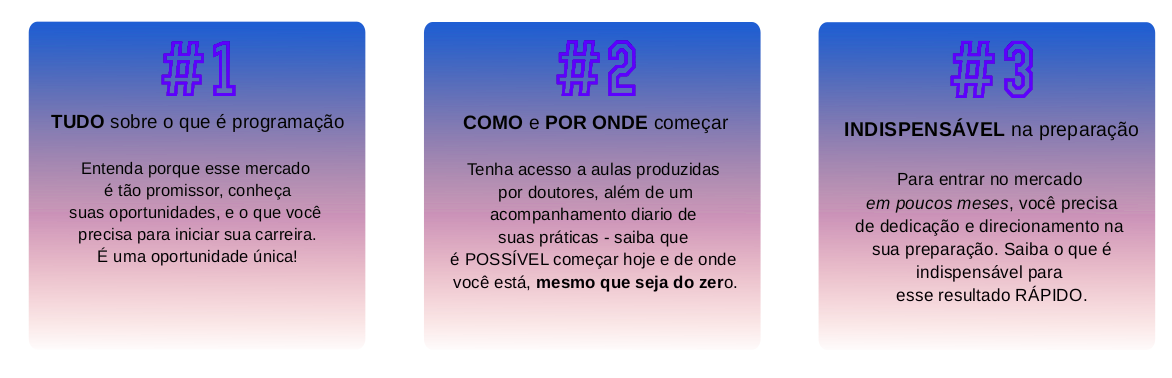 #1
TUDO sobre o que é programação
Entenda porque esse mercado
é tão promissor, conheça
suas oportunidades, e o que você
precisa para iniciar sua carreira.
É uma oportunidade única!
#2
COMO e POR ONDE começar
Tenha acesso a aulas produzidas
por doutores, além de um
acompanhamento diario de
suas práticas - saiba que
é POSSÍVEL começar hoje e de onde
você está, mesmo que seja do zero.
#3
INDISPENSÁVEL na preparação
Para entrar no mercado
em poucos meses, você precisa
de dedicação e direcionamento na
sua preparação. Saiba o que é
indispensável para
esse resultado RÁPIDO.